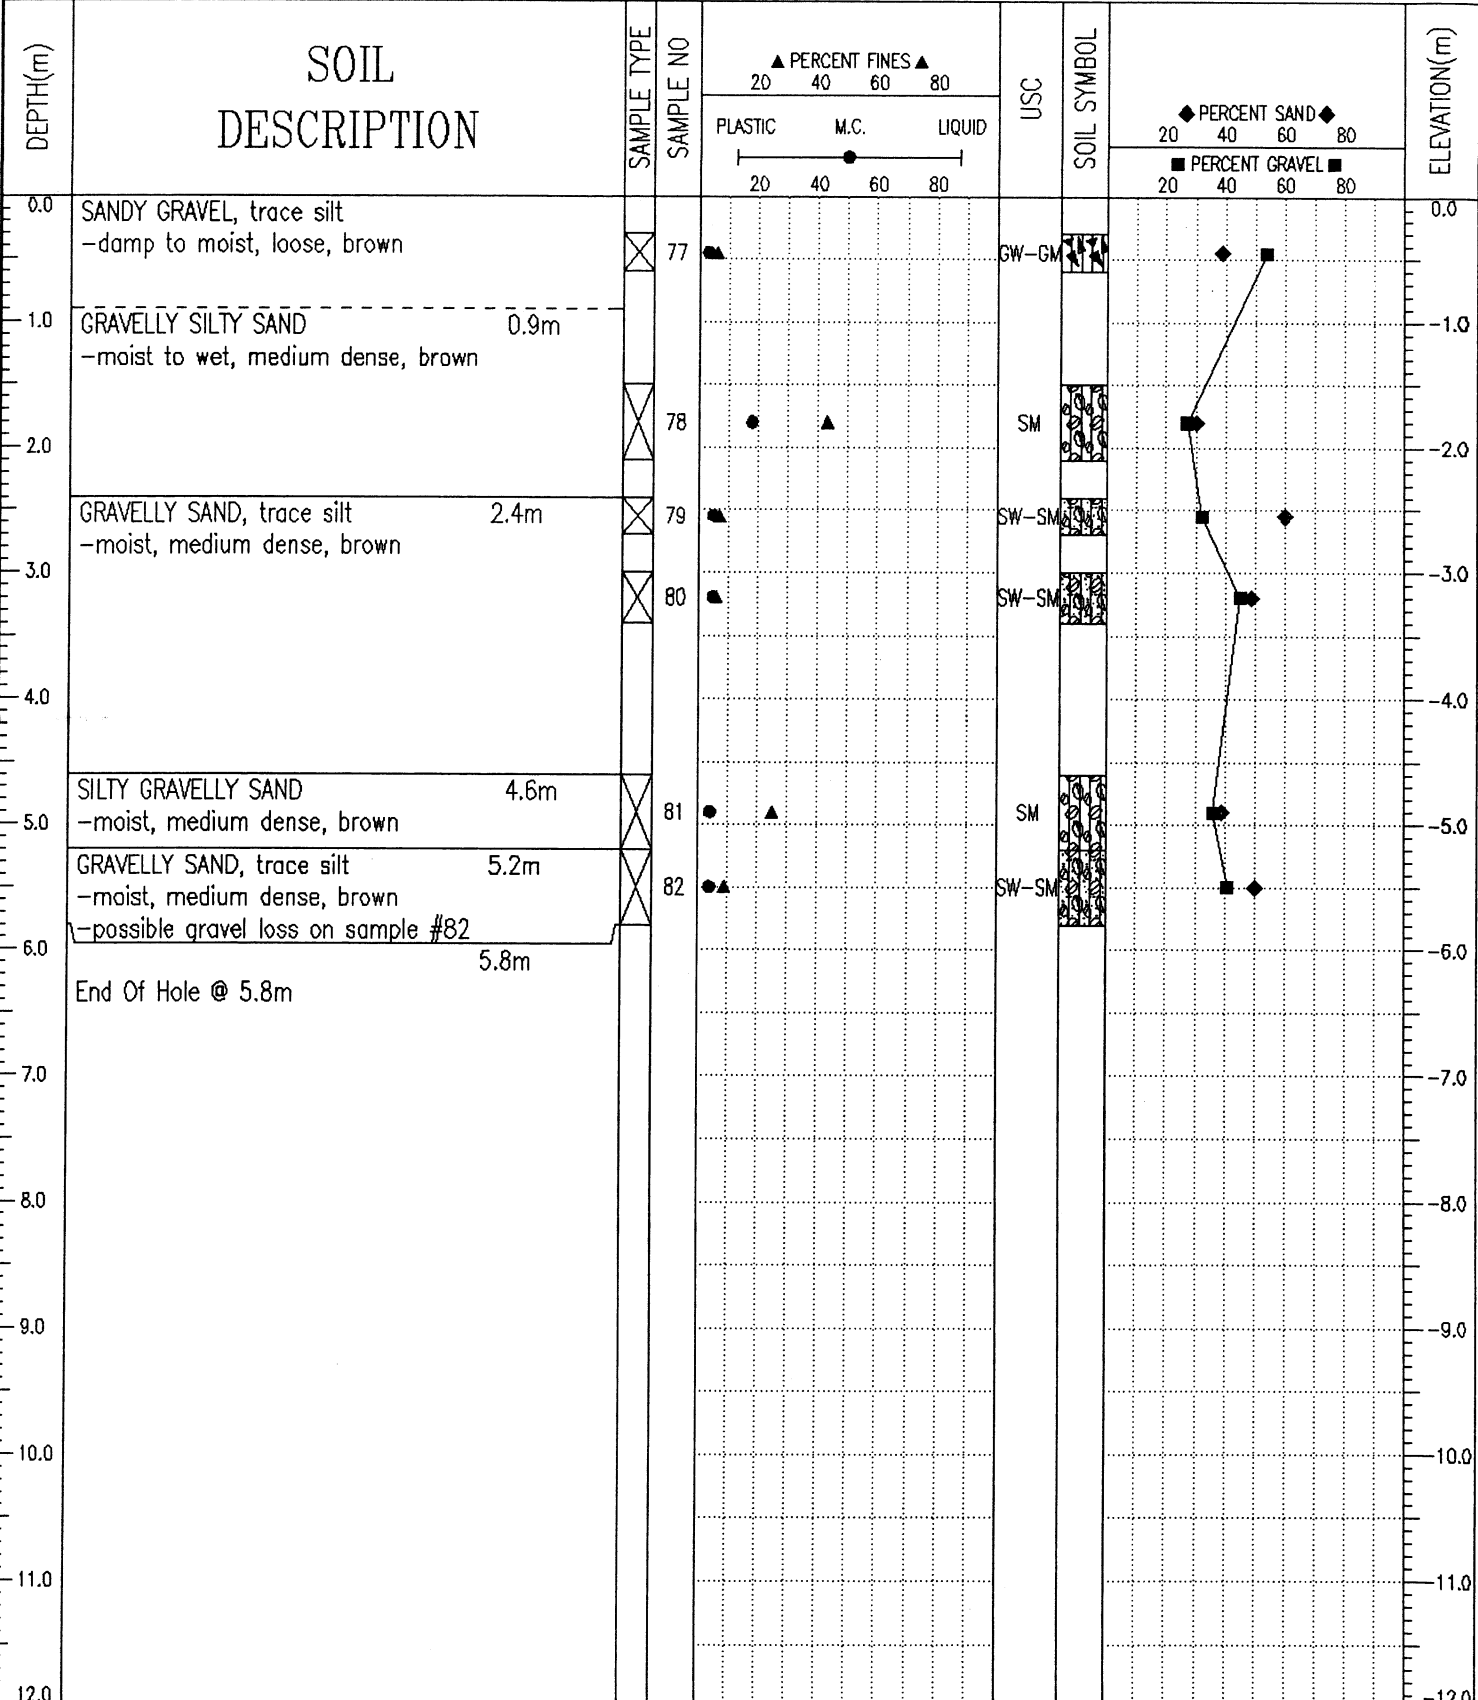 DEPTH(m)
SOIL
DESCRIPTION
SAMPLE TYPE
SAMPLE NO
▲ PERCENT FINES ▲
20 40 60 80
PLASTIC M.C. LIQUID
20 40 60 80
USC
SOIL SYMBOL
◆ PERCENT SAND ◆
20 40 60 80
■ PERCENT GRAVEL ■
20 40 60 80
ELEVATION(m)
0.0 SANDY GRAVEL, trace silt 0.0
-damp to moist, loose, brown 77 GW-GM
1.0 GRAVELLY SILTY SAND 0.9m -1.0
-moist to wet, medium dense, brown
78 SM
2.0 -2.0
GRAVELLY SAND, trace silt 2.4m 79 SW-SM
-moist, medium dense, brown
3.0 -3.0
80 SW-SM
4.0 -4.0
SILTY GRAVELLY SAND 4.6m
81 SM
5.0 -moist, medium dense, brown -5.0
GRAVELLY SAND, trace silt 5.2m
82 SW-SM
-moist, medium dense, brown
-possible gravel loss on sample #82
6.0 -6.0
5.8m
End Of Hole @ 5.8m
7.0 -7.0
8.0 -8.0
9.0 -9.0
10.0 -10.0
11.0 -11.0
12.0 -12.0